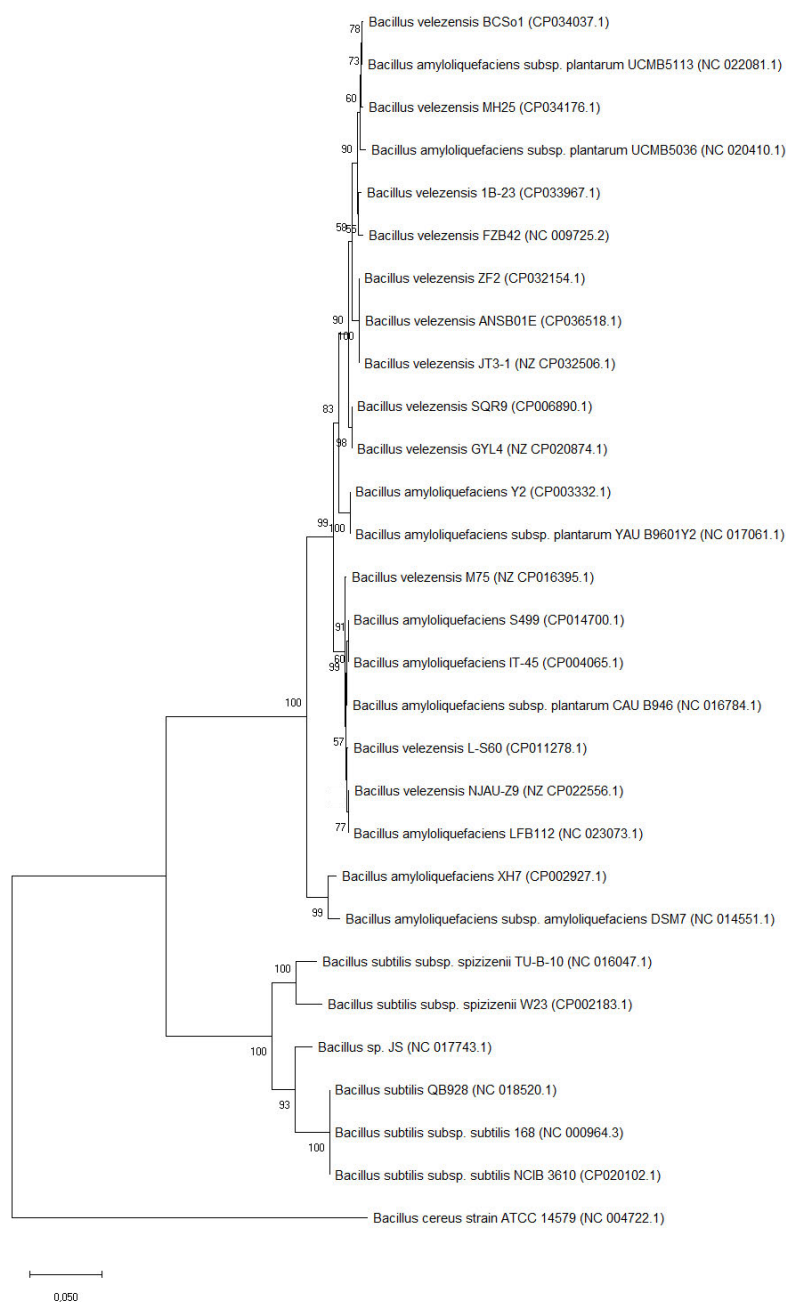 Bacillus velezensis BCSo1 (CP034037.1)
78
73
Bacillus amyloliquefaciens subsp. plantarum UCMB5113 (NC 022081.1)
60
Bacillus velezensis MH25 (CP034176.1)
90
Bacillus amyloliquefaciens subsp. plantarum UCMB5036 (NC 020410.1)
Bacillus velezensis 1B-23 (CP033967.1)
59
55
Bacillus velezensis FZB42 (NC 009725.2)
Bacillus velezensis ZF2 (CP032154.1)
90
Bacillus velezensis ANSB01E (CP036518.1)
100
Bacillus velezensis JT3-1 (NZ CP032506.1)
83
Bacillus velezensis SQR9 (CP006890.1)
98
Bacillus velezensis GYL4 (NZ CP020874.1)
Bacillus amyloliquefaciens Y2 (CP003332.1)
99
100
Bacillus amyloliquefaciens subsp. plantarum YAU B9601Y2 (NC 017061.1)
Bacillus velezensis M75 (NZ CP016395.1)
91
Bacillus amyloliquefaciens S499 (CP014700.1)
60
99
Bacillus amyloliquefaciens IT-45 (CP004065.1)
100
Bacillus amyloliquefaciens subsp. plantarum CAU B946 (NC 016784.1)
57
Bacillus velezensis L-S60 (CP011278.1)
Bacillus velezensis NJAU-Z9 (NZ CP022556.1)
77
Bacillus amyloliquefaciens LFB112 (NC 023073.1)
Bacillus amyloliquefaciens XH7 (CP002927.1)
99
Bacillus amyloliquefaciens subsp. amyloliquefaciens DSM7 (NC 014551.1)
100
Bacillus subtilis subsp. spizizenii TU-B-10 (NC 016047.1)
Bacillus subtilis subsp. spizizenii W23 (CP002183.1)
100
Bacillus sp. JS (NC 017743.1)
Bacillus subtilis QB928 (NC 018520.1)
93
Bacillus subtilis subsp. subtilis 168 (NC 000964.3)
100
Bacillus subtilis subsp. subtilis NCIB 3610 (CP020102.1)
Bacillus cereus strain ATCC 14579 (NC 004722.1)
0,050